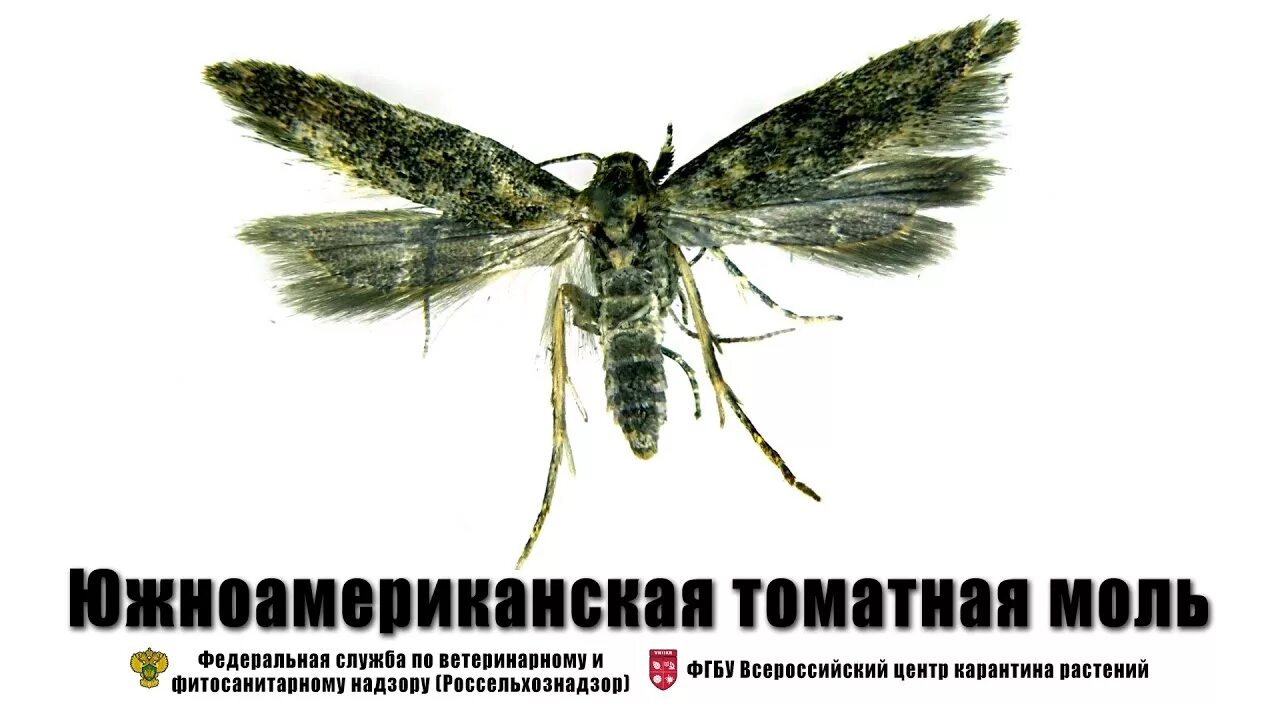 Южноамериканская томатная моль
Федеральная служба по ветеринарному и
фитосанитарному надзору (Россельхознадзор)
ФГБУ Всероссийский центр карантина растений